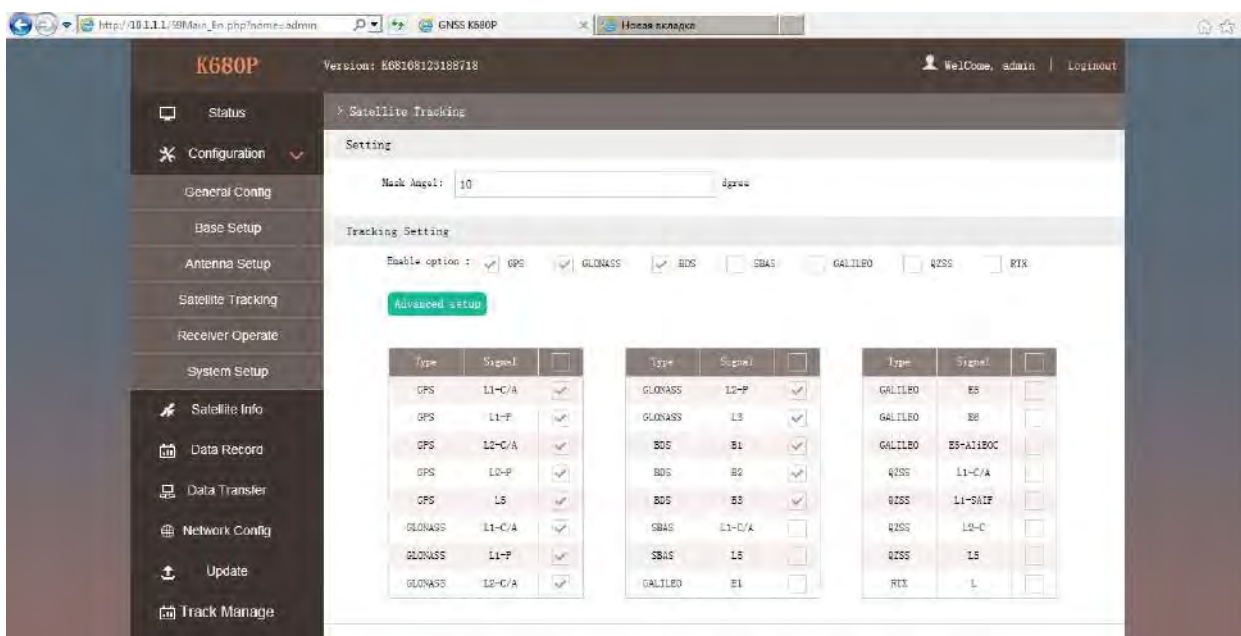 http://10.1.1.1/59Main_En.php?name=admin GNSS K680P Новая вкладка
K680P Version: K68168123188718 WelCome, admin | Loginout
Status > Satellite Tracking
Configuration Setting
Mask Angel: 10 dgree
General Config
Base Setup Tracking Setting
Antenna Setup Enable option : GPS GLONASS BDS SBAS GALILEO QZSS RTX
Satellite Tracking Advanced setup
Receiver Operate
System Setup Type Signal Type Signal Type Signal
GPS L1-C/A GLONASS L2-P GALILEO E5
Satellite Info GPS L1-P GLONASS L3 GALILEO E6
Data Record GPS L2-C/A BDS B1 GALILEO E5-AltBOC
GPS L2-P BDS B2 QZSS L1-C/A
Data Transfer GPS L5 BDS B3 QZSS L1-SAIF
Network Config GLONASS L1-C/A SBAS L1-C/A QZSS L2-C
GLONASS L1-P SBAS L5 QZSS L5
Update GLONASS L2-C/A GALILEO E1 RTX L
Track Manage